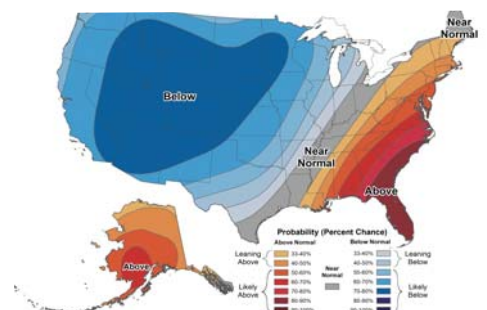 Near
Normal
Below
Near
Normal
Above
Above
Probability (Percent Chance)
Above Normal Below Normal
Leaning
Above
33-40% 33-40%
40-50% 40-50%
Leaning
Below
50-60% 50-60%
Near
Normal
60-70% 60-70%
Likely
Above
70-80% 70-80%
Likely
Below
80-90% 80-90%